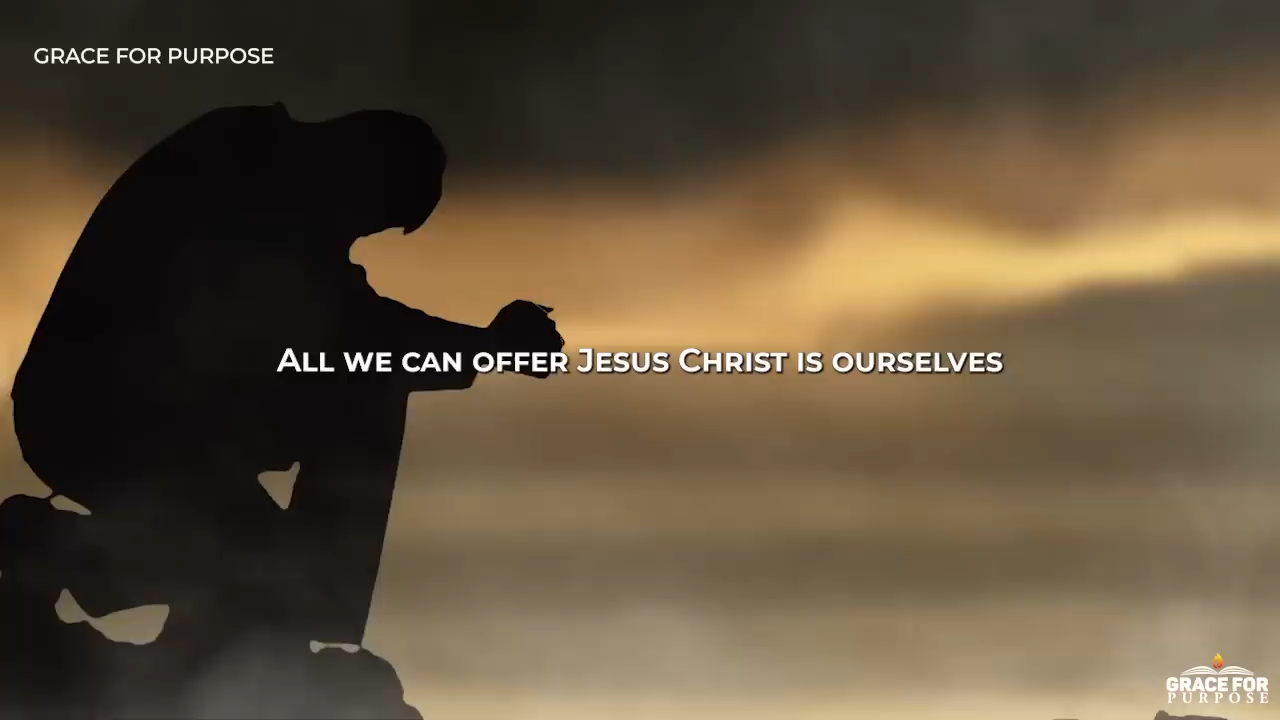 GRACE FOR PURPOSE
All we can offer Jesus Christ is ourselves
GRACE FOR
PURPOSE